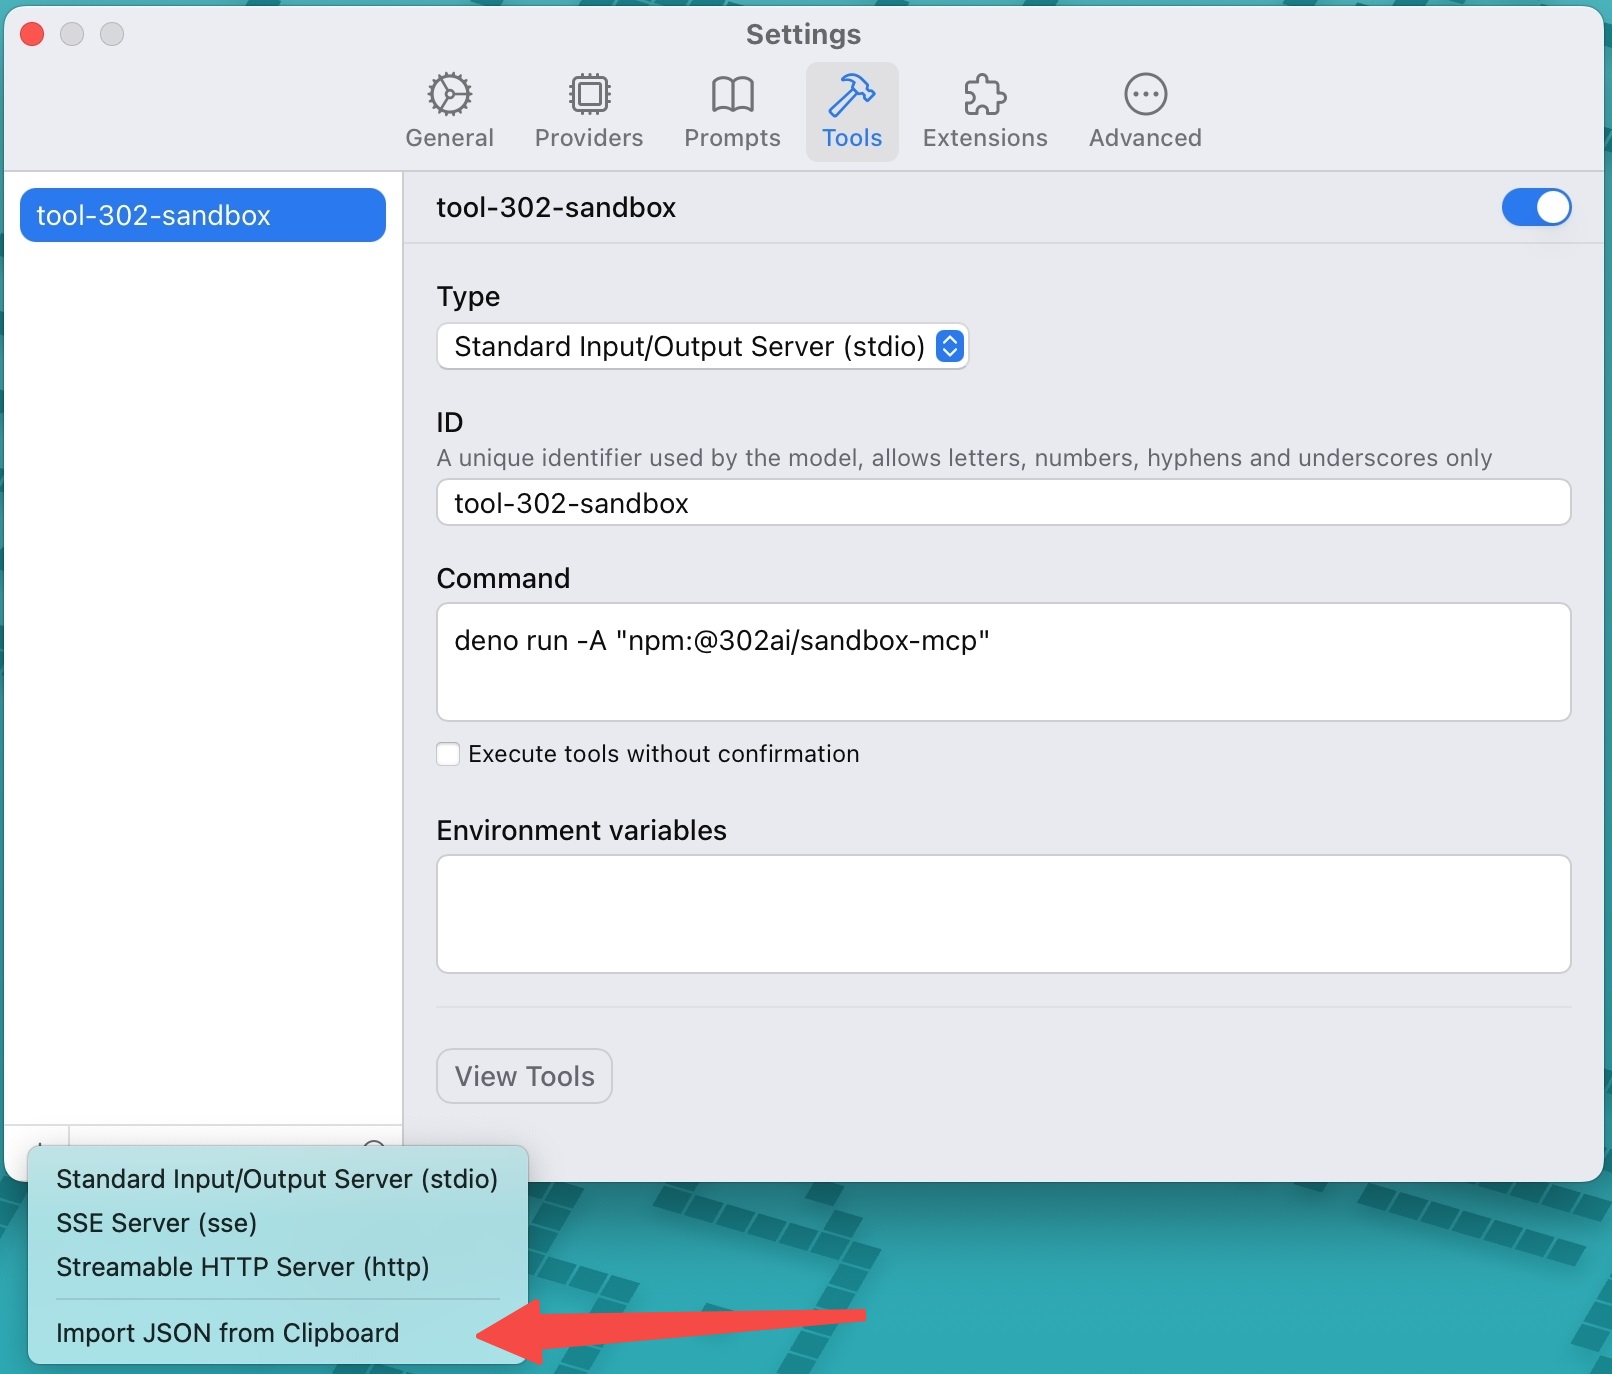 Settings
General
Providers
Prompts
Tools
Extensions
Advanced
tool-302-sandbox
tool-302-sandbox
Type
Standard Input/Output Server (stdio)
ID
A unique identifier used by the model, allows letters, numbers, hyphens and underscores only
tool-302-sandbox
Command
deno run -A "npm:@302ai/sandbox-mcp"
Execute tools without confirmation
Environment variables
View Tools
Standard Input/Output Server (stdio)
SSE Server (sse)
Streamable HTTP Server (http)
Import JSON from Clipboard